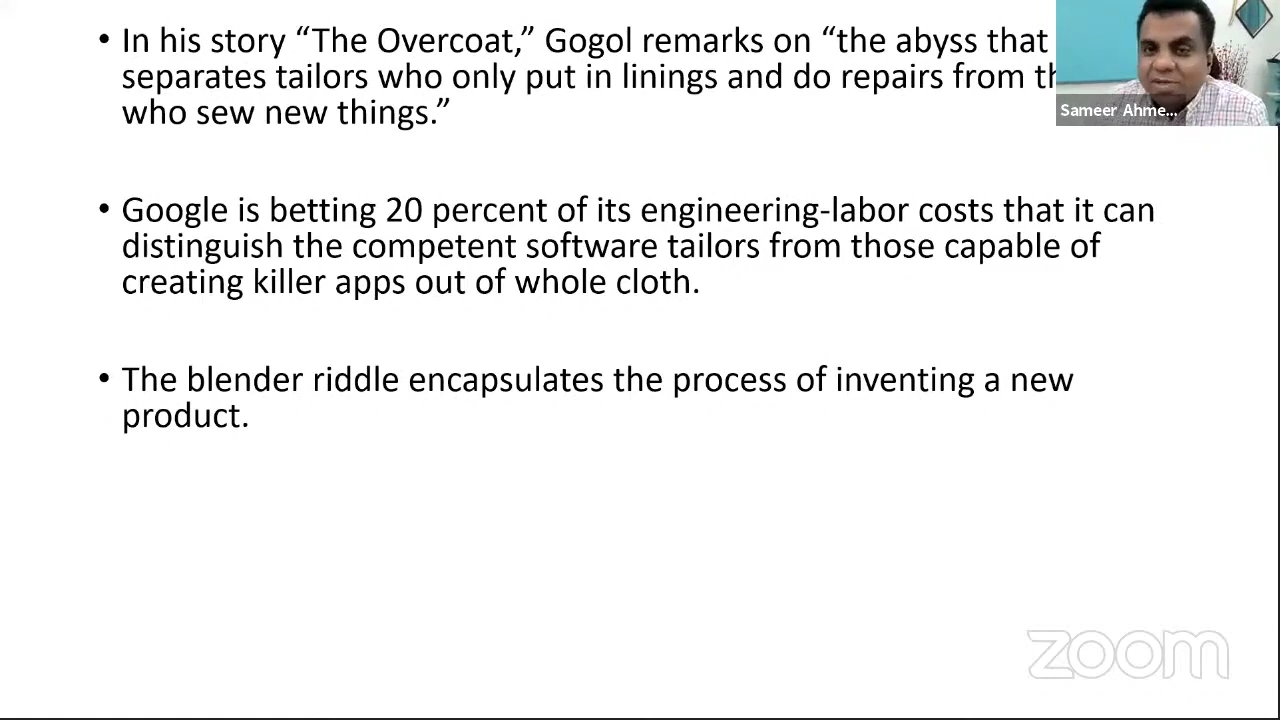 • In his story “The Overcoat,” Gogol remarks on “the abyss that
separates tailors who only put in linings and do repairs from
who sew new things.”
• Google is betting 20 percent of its engineering-labor costs that it can
distinguish the competent software tailors from those capable of
creating killer apps out of whole cloth.
• The blender riddle encapsulates the process of inventing a new
product.
Sameer Ahme...
zoom